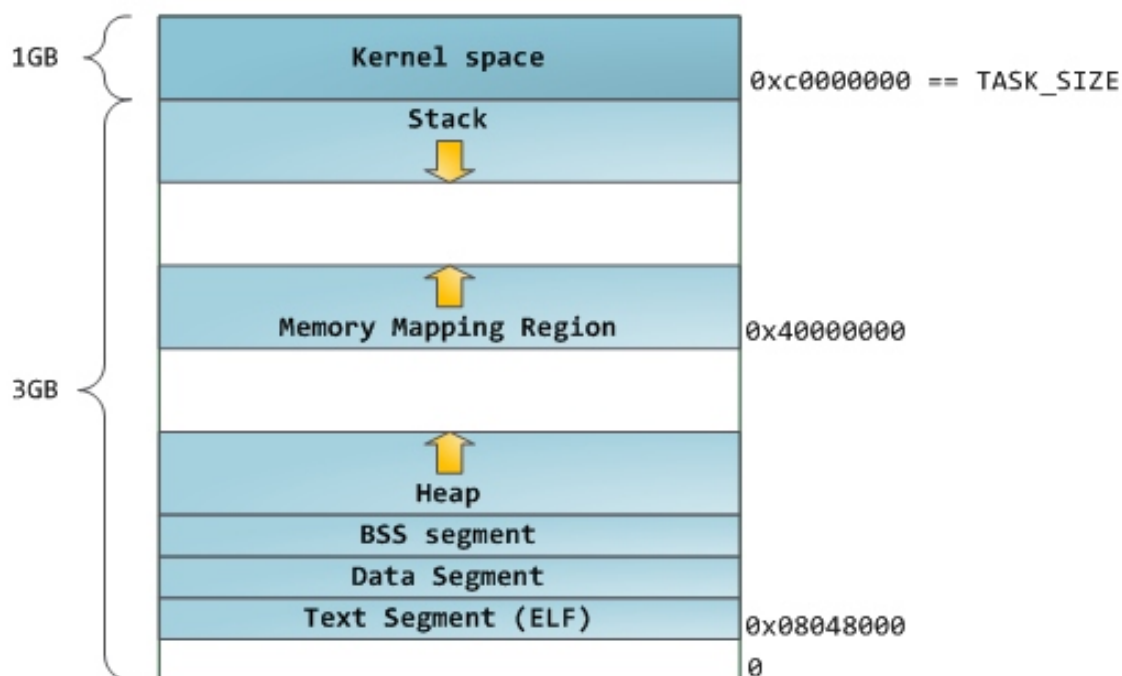 1GB
Kernel space
0xc0000000 == TASK_SIZE
Stack
Memory Mapping Region
0x40000000
3GB
Heap
BSS segment
Data Segment
Text Segment (ELF)
0x08048000
0